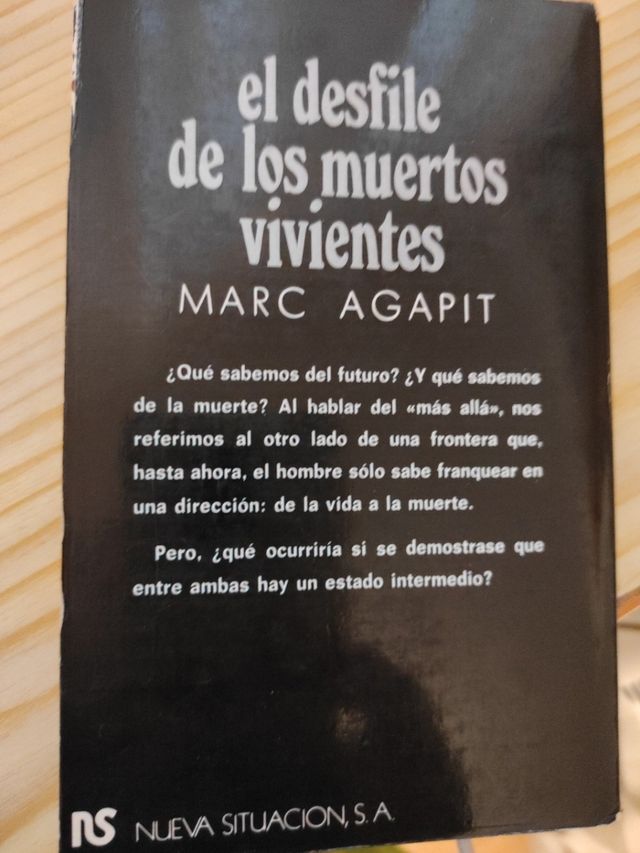 el desfile
de los muertos
vivientes
MARC AGAPIT
¿Qué sabemos del futuro? ¿Y qué sabemos
de la muerte? Al hablar del «más allá», nos
referimos al otro lado de una frontera que,
hasta ahora, el hombre sólo sabe franquear en
una dirección: de la vida a la muerte.
Pero, ¿qué ocurriría si se demostrase que
entre ambas hay un estado intermedio?
ns NUEVA SITUACION, S. A.